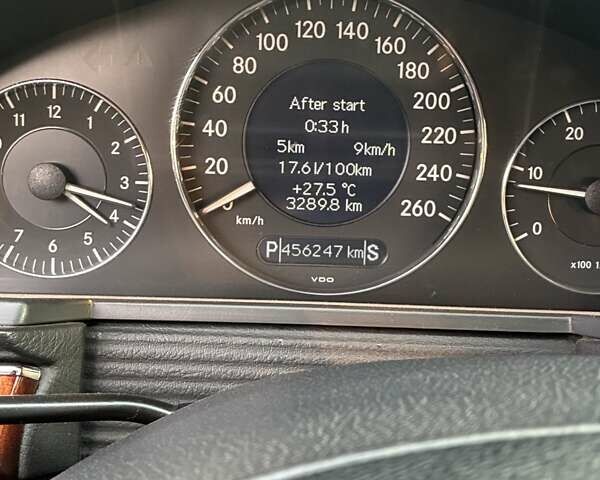 12
11
1
2
3
4
5
6
7
20
40
60
80
100
120
140
160
180
200
220
240
260
km/h
After start
0:33 h
5km 9km/h
17.6l/100km
+27.5 °C
3289.8 km
P 456247 km S
VDO
20
10
0
x100 1